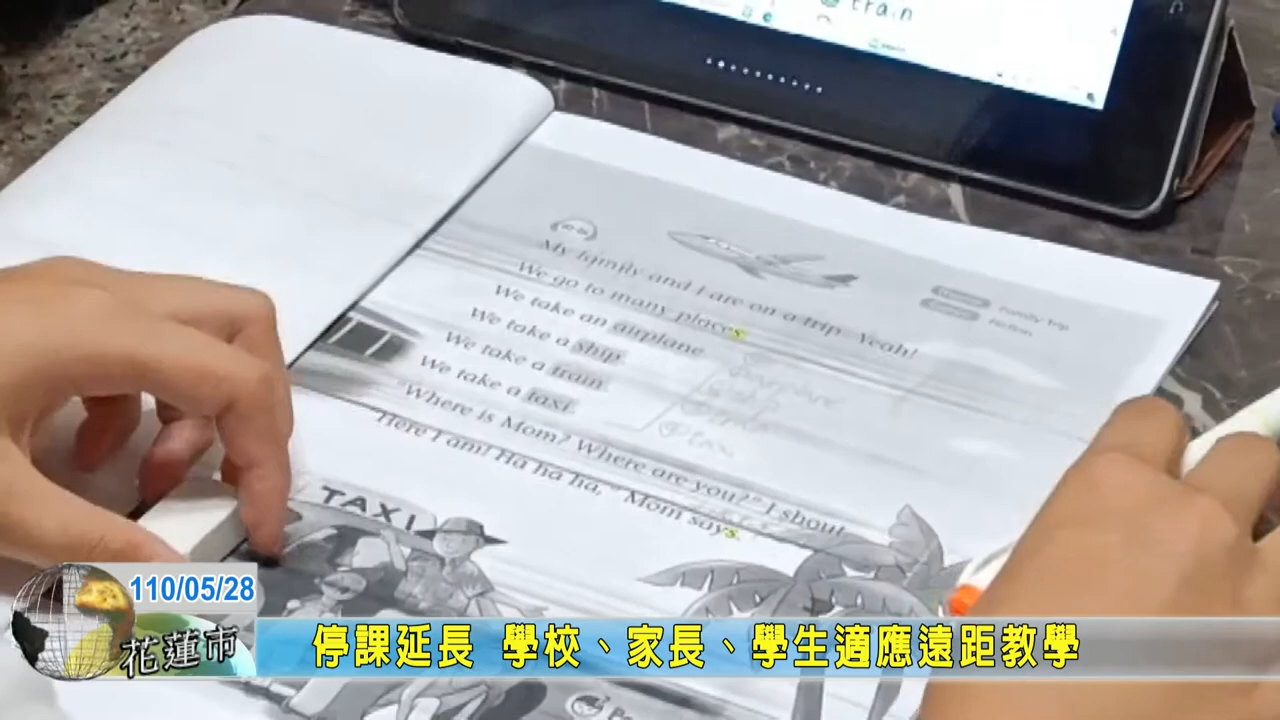 train
My family and I are on a trip. Yeah!
We go to many places.
We take an airplane
We take a ship.
We take a train.
We take a taxi.
"Where is Mom? Where are you?" I shout
"Here I am! Ha ha ha," Mom says.
Family Trip
Fiction
TAXI
110/05/28
花蓮市
停課延長 學校、家長、學生適應遠距教學